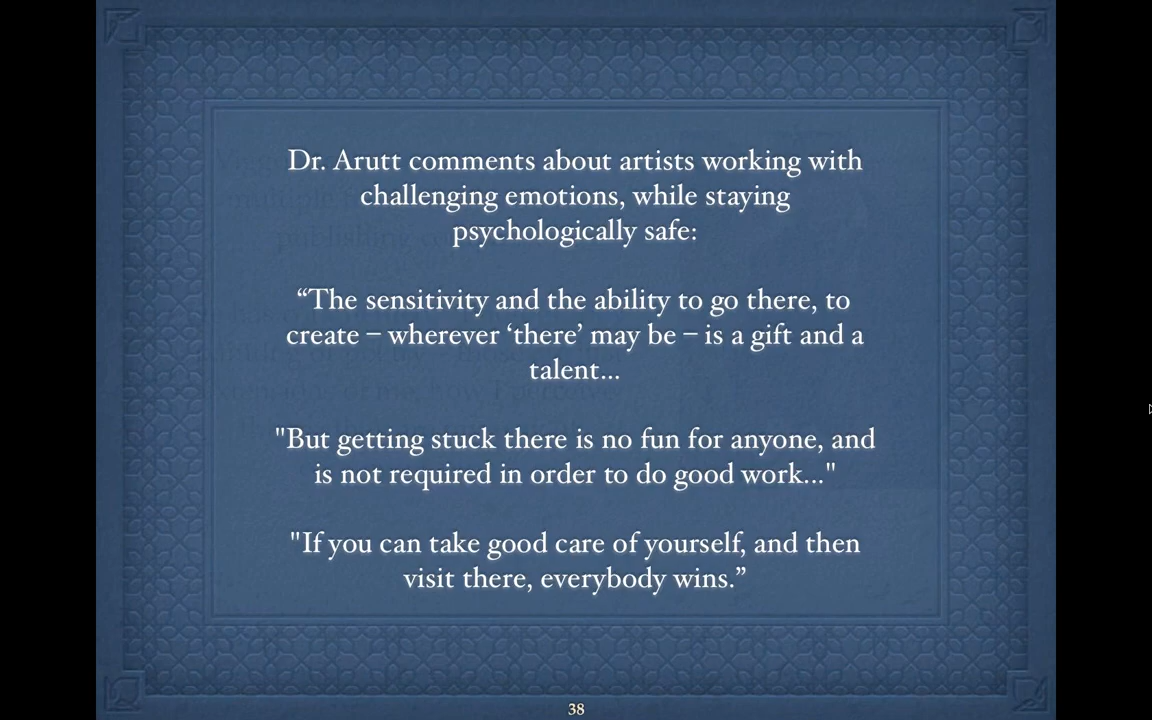 Dr. Arutt comments about artists working with
challenging emotions, while staying
psychologically safe:
“The sensitivity and the ability to go there, to
create – wherever ‘there’ may be – is a gift and a
talent...
"But getting stuck there is no fun for anyone, and
is not required in order to do good work..."
"If you can take good care of yourself, and then
visit there, everybody wins.”
38